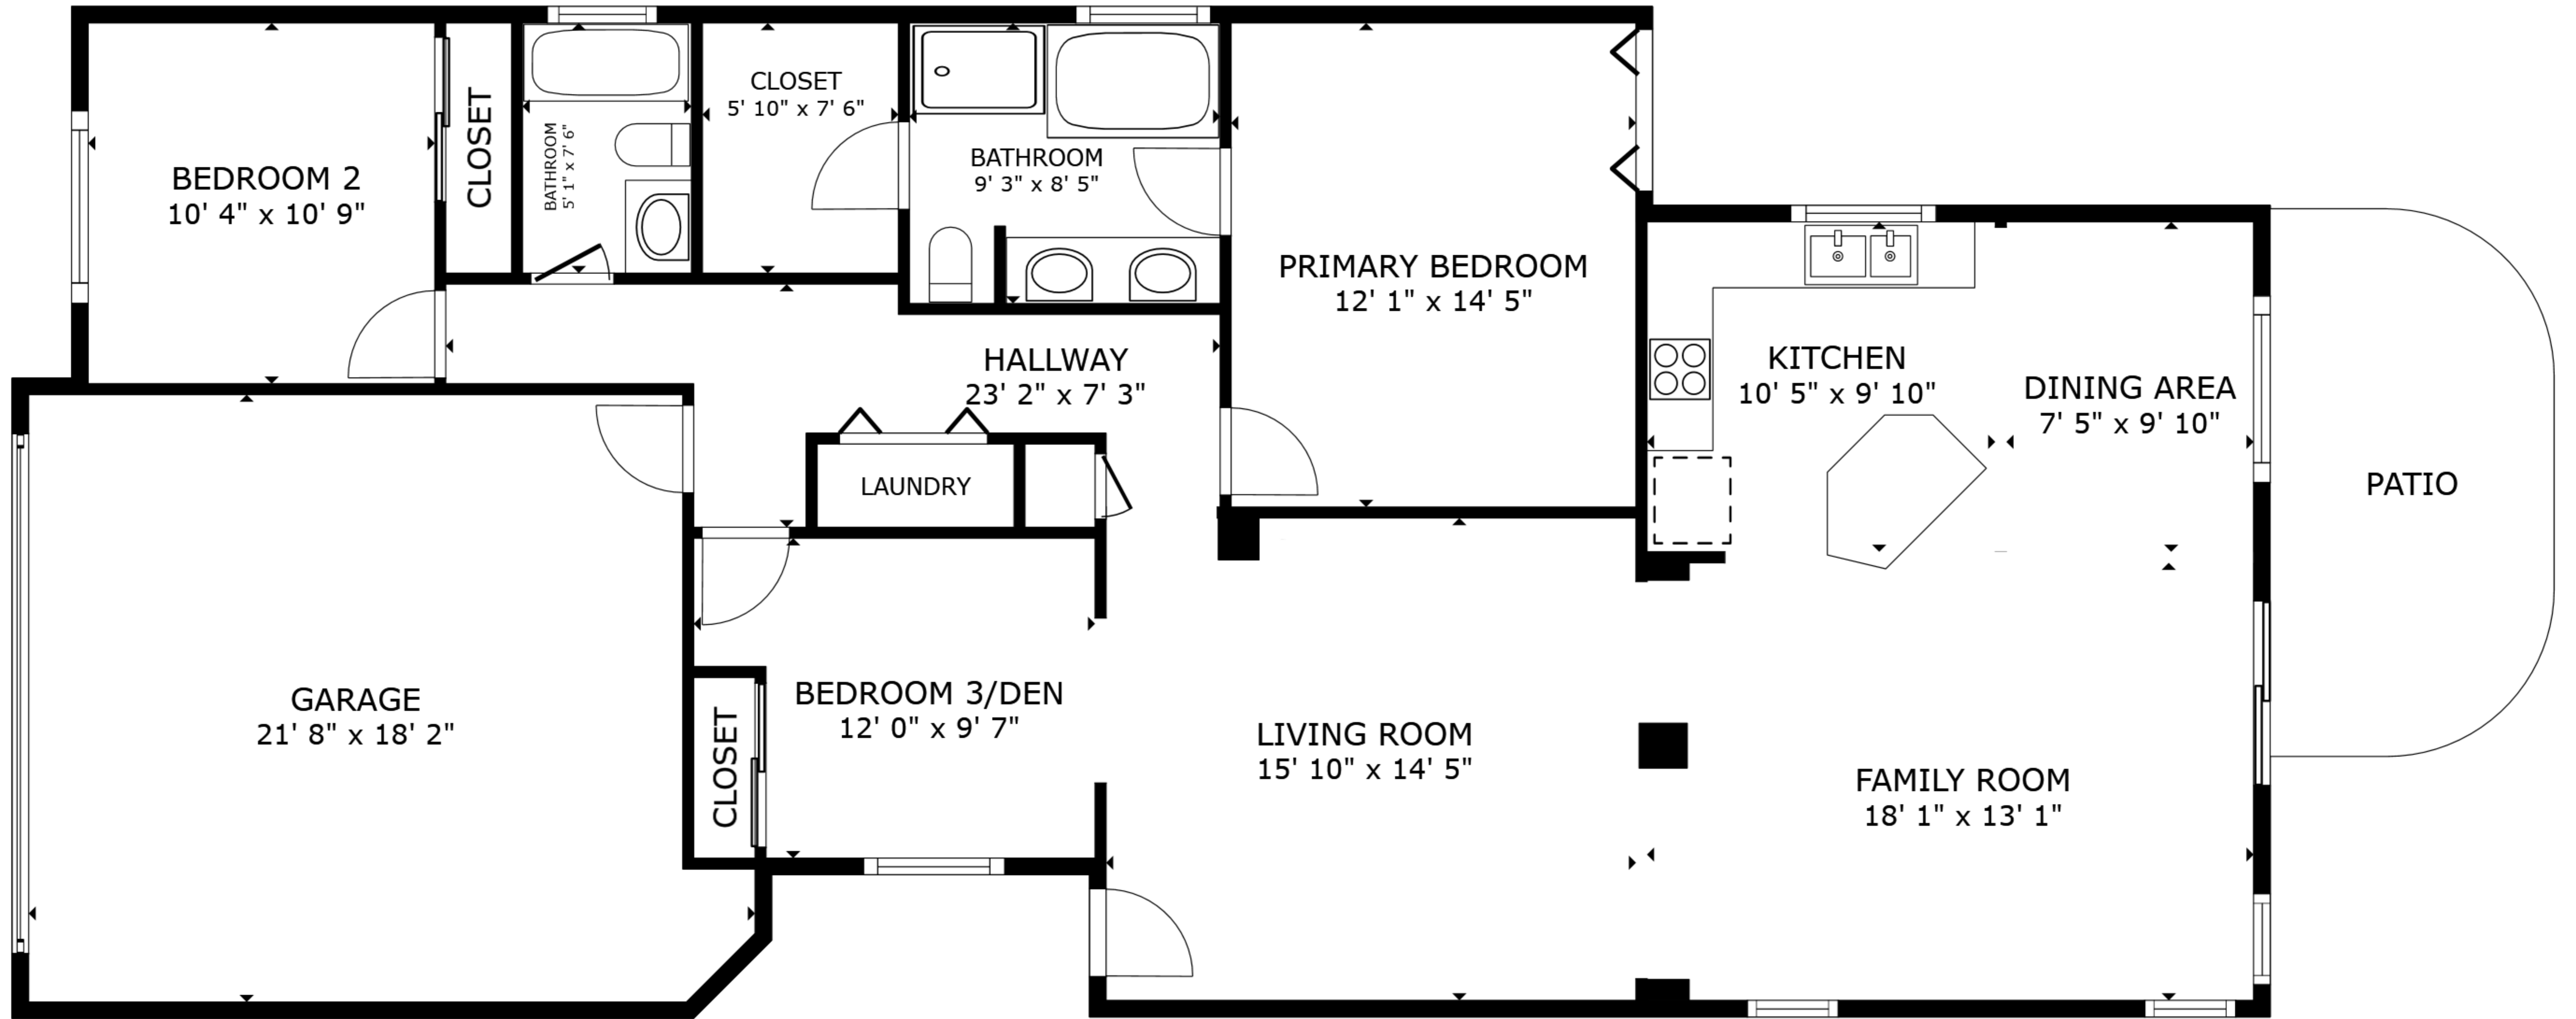 BEDROOM 2
10' 4" x 10' 9"
CLOSET
BATHROOM
5' 1" x 7' 6"
CLOSET
5' 10" x 7' 6"
BATHROOM
9' 3" x 8' 5"
PRIMARY BEDROOM
12' 1" x 14' 5"
HALLWAY
23' 2" x 7' 3"
KITCHEN
10' 5" x 9' 10"
DINING AREA
7' 5" x 9' 10"
PATIO
LAUNDRY
GARAGE
21' 8" x 18' 2"
CLOSET
BEDROOM 3/DEN
12' 0" x 9' 7"
LIVING ROOM
15' 10" x 14' 5"
FAMILY ROOM
18' 1" x 13' 1"